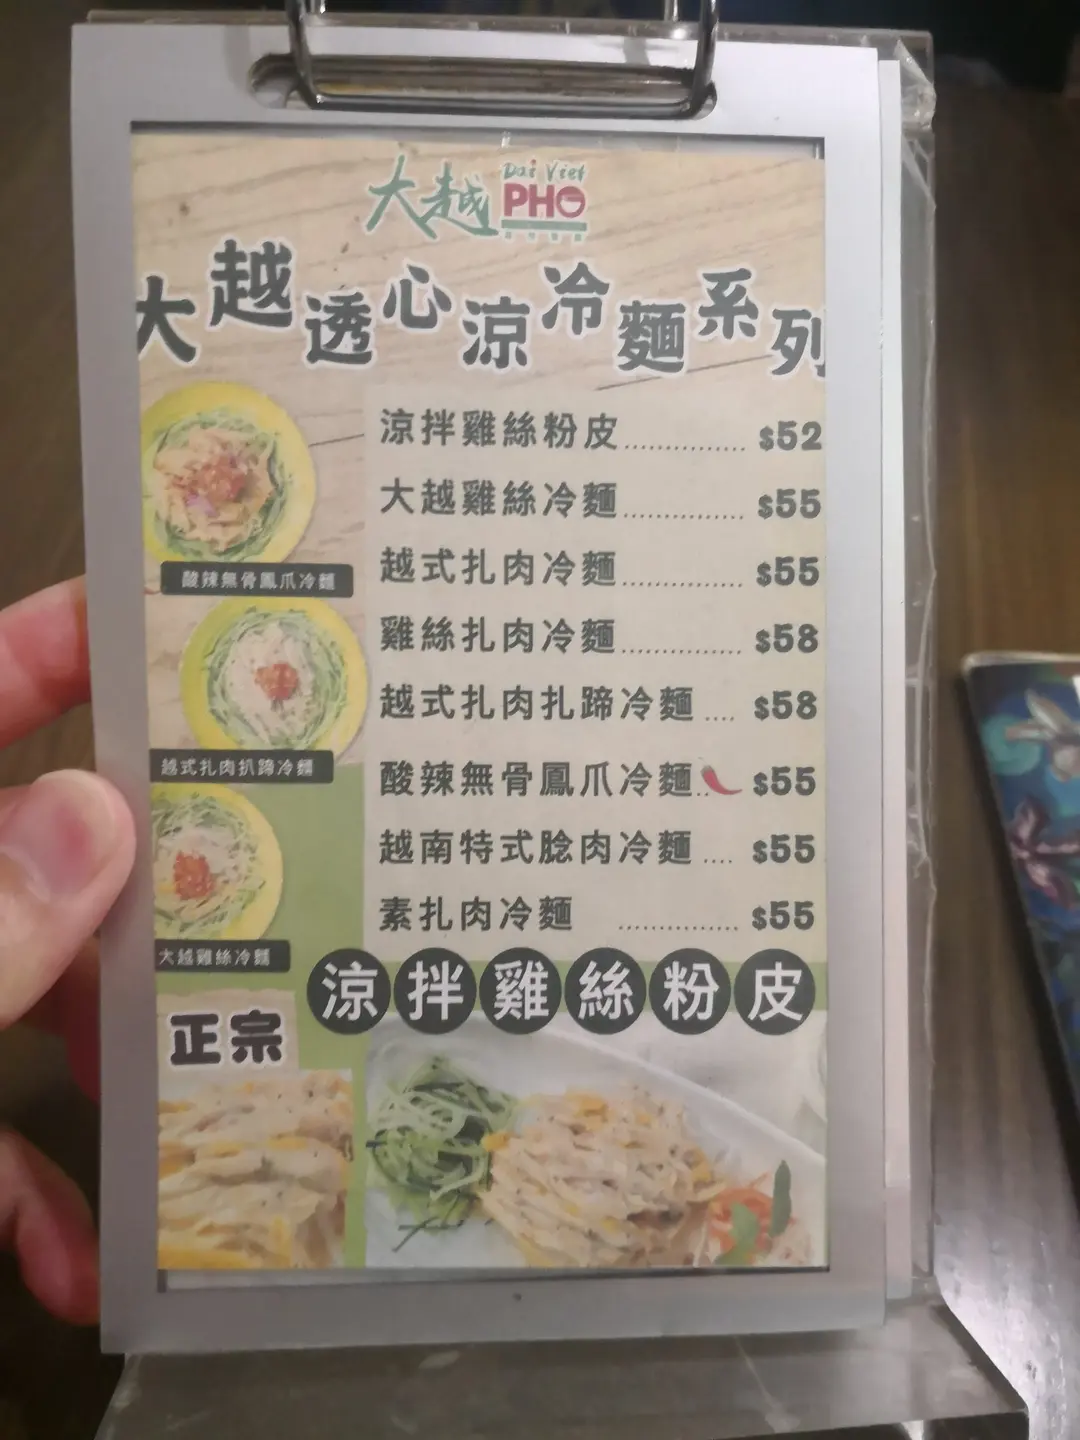 大越 Dai Viet
PHO
大越透心涼冷麵系列
涼拌雞絲粉皮 $52
大越雞絲冷麵 $55
越式扎肉冷麵 $55
雞絲扎肉冷麵 $58
越式扎肉扎蹄冷麵 $58
酸辣無骨鳳爪冷麵 $55
越南特式腍肉冷麵 $55
素扎肉冷麵 $55
酸辣無骨鳳爪冷麵
越式扎肉扒蹄冷麵
大越雞絲冷麵
正宗
涼拌雞絲粉皮